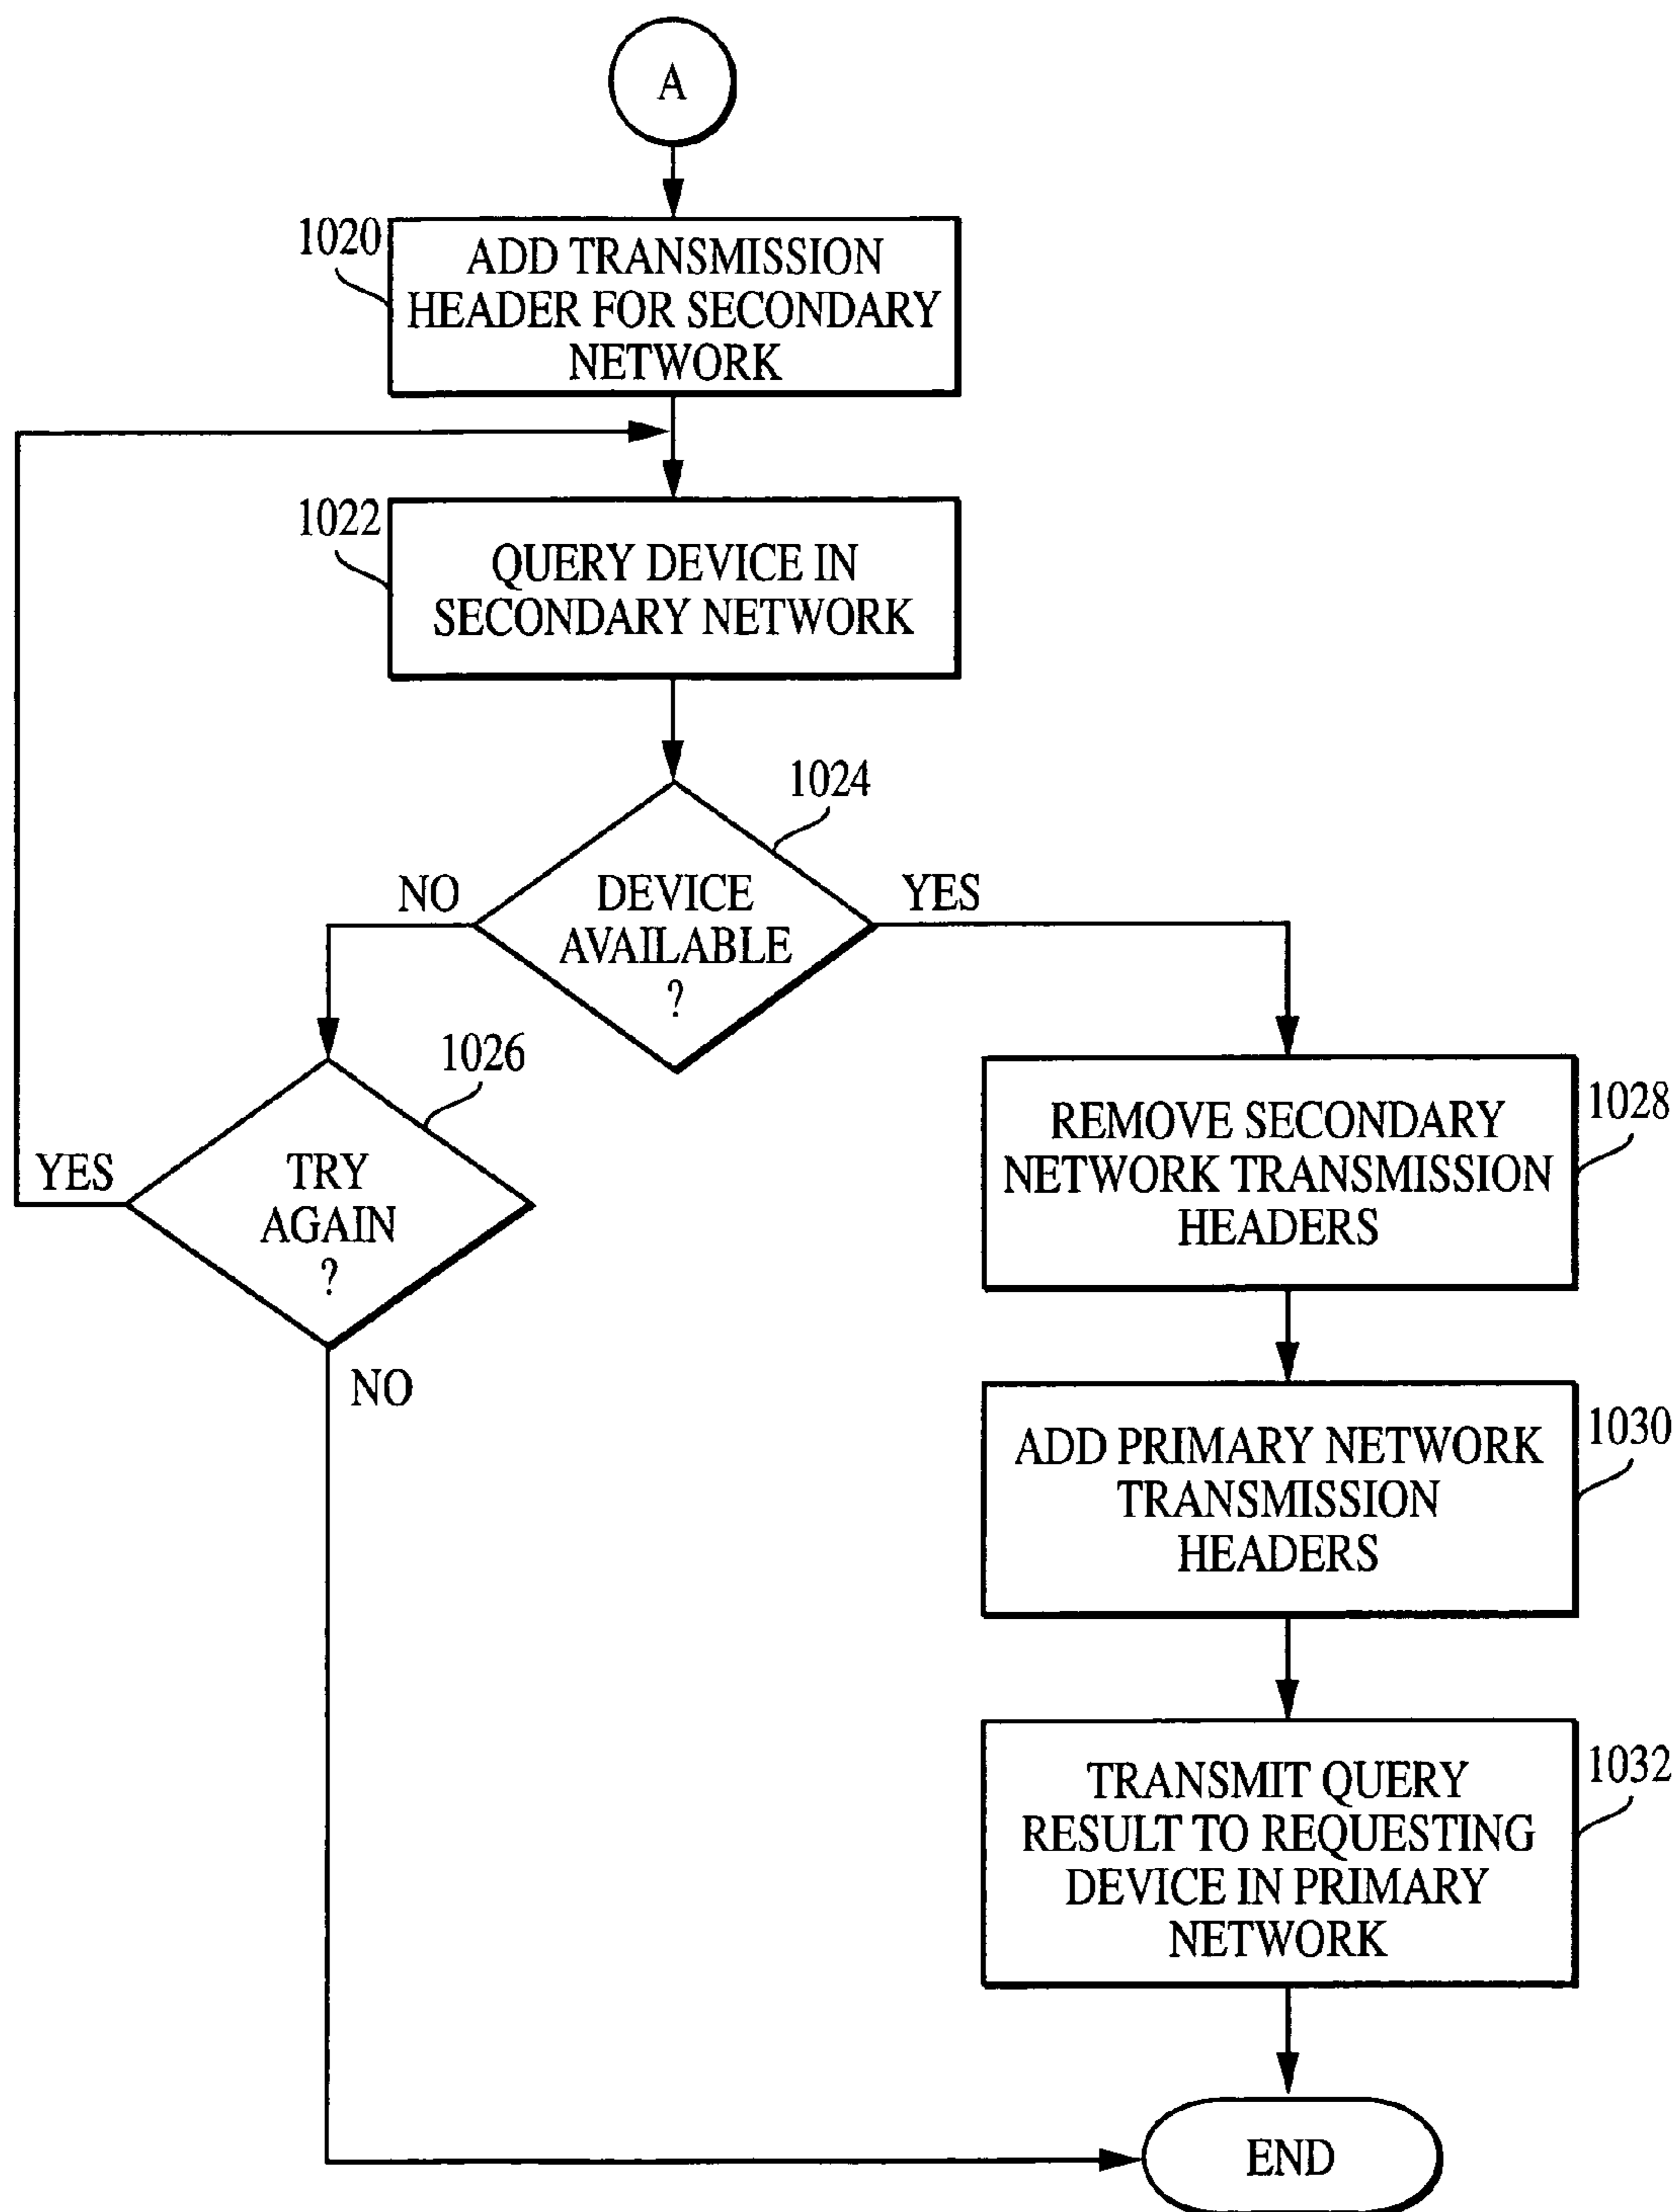 A
1020
ADD TRANSMISSION
HEADER FOR SECONDARY
NETWORK
1022
QUERY DEVICE IN
SECONDARY NETWORK
1024
NO
YES
DEVICE
AVAILABLE
?
1026
YES
TRY
AGAIN
?
NO
1028
REMOVE SECONDARY
NETWORK TRANSMISSION
HEADERS
1030
ADD PRIMARY NETWORK
TRANSMISSION
HEADERS
1032
TRANSMIT QUERY
RESULT TO REQUESTING
DEVICE IN PRIMARY
NETWORK
END